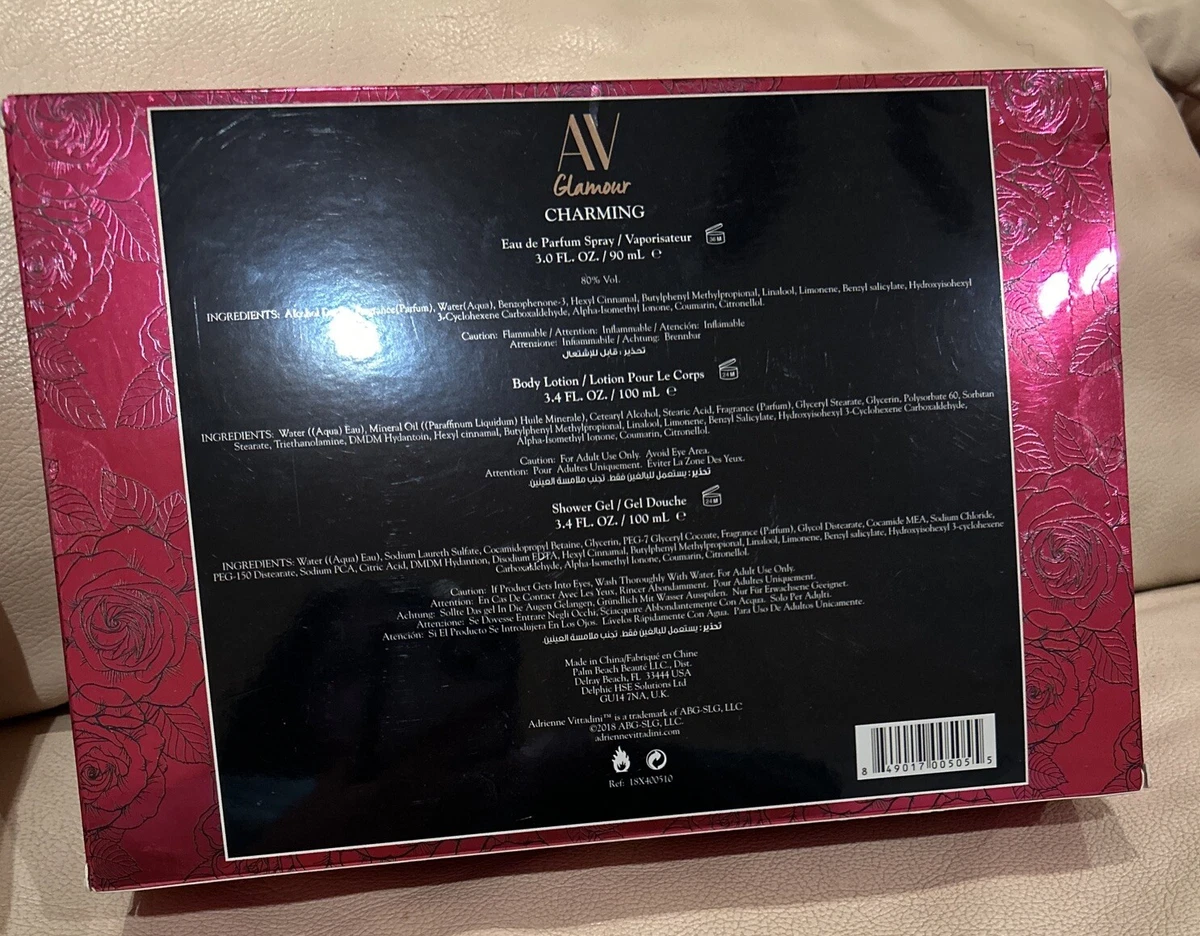 AV
Glamour
CHARMING
Eau de Parfum Spray / Vaporisateur 36 M
3.0 FL. OZ. / 90 mL ℮
80% Vol.
INGREDIENTS: Alcohol (Parfum), Water(Aqua), Benzophenone-3, Hexyl Cinnamal, Butylphenyl Methylpropional, Linalool, Limonene, Benzyl salicylate, Hydroxyisohexyl
3-Cyclohexene Carboxaldehyde, Alpha-Isomethyl Ionone, Coumarin, Citronellol.
Caution: Flammable / Attention: Inflammable / Atención: Inflamable
Attenzione: Infiammabile / Achtung: Brennbar
تحذير: قابل للإشتعال
Body Lotion / Lotion Pour Le Corps 24 M
3.4 FL. OZ. / 100 mL ℮
INGREDIENTS: Water ((Aqua) Eau), Mineral Oil ((Paraffinum Liquidum) Huile Minerale), Cetearyl Alcohol, Stearic Acid, Fragrance (Parfum), Glyceryl Stearate, Glycerin, Polysorbate 60, Sorbitan
Stearate, Triethanolamine, DMDM Hydantoin, Hexyl cinnamal, Butylphenyl Methylpropional, Linalool, Limonene, Benzyl Salicylate, Hydroxyisohexyl 3-Cyclohexene Carboxaldehyde,
Alpha-Isomethyl Ionone, Coumarin, Citronellol.
Caution: For Adult Use Only. Avoid Eye Area.
Attention: Pour Adultes Uniquement. Éviter La Zone Des Yeux.
تحذير: يستعمل للبالغين فقط. تجنب ملامسة العينين.
Shower Gel / Gel Douche 24 M
3.4 FL. OZ. / 100 mL ℮
INGREDIENTS: Water ((Aqua) Eau), Sodium Laureth Sulfate, Cocamidopropyl Betaine, Glycerin, PEG-7 Glyceryl Cocoate, Fragrance (Parfum), Glycol Distearate, Cocamide MEA, Sodium Chloride,
PEG-150 Distearate, Sodium PCA, Citric Acid, DMDM Hydantion, Disodium EDTA, Hexyl Cinnamal, Butylphenyl Methylpropional, Linalool, Limonene, Benzyl salicylate, Hydroxyisohexyl 3-cyclohexene
Carboxaldehyde, Alpha-Isomethyl Ionone, Coumarin, Citronellol.
Caution: If Product Gets Into Eyes, Wash Thoroughly With Water. For Adult Use Only.
Attention: En Cas De Contact Avec Les Yeux, Rincer Abondamment. Pour Adultes Uniquement.
Achtung: Sollte Das gel In Die Augen Gelangen, Gründlich Mit Wasser Auspülen. Nur Für Erwachsene Geeignet.
Attenzione: Se Dovesse Entrare Negli Occhi; Sciacquare Abbondantemente Con Acqua. Solo Per Adulti.
Atención: Si El Producto Se Introdujera En Los Ojos. Lávelos Rápidamente Con Agua. Para Uso De Adultos Unicamente.
تحذير: يستعمل للبالغين فقط. تجنب ملامسة العينين.
Made in China/Fabriqué en Chine
Palm Beach Beauté LLC., Dist.
Delray Beach, FL 33444 USA
Delphic HSE Solutions Ltd
GU14 7NA, U.K.
Adrienne Vittadini™ is a trademark of ABG-SLG, LLC
©2018 ABG-SLG, LLC.
adriennevittadini.com
Ref: 18X400510
8 49017 00505 5